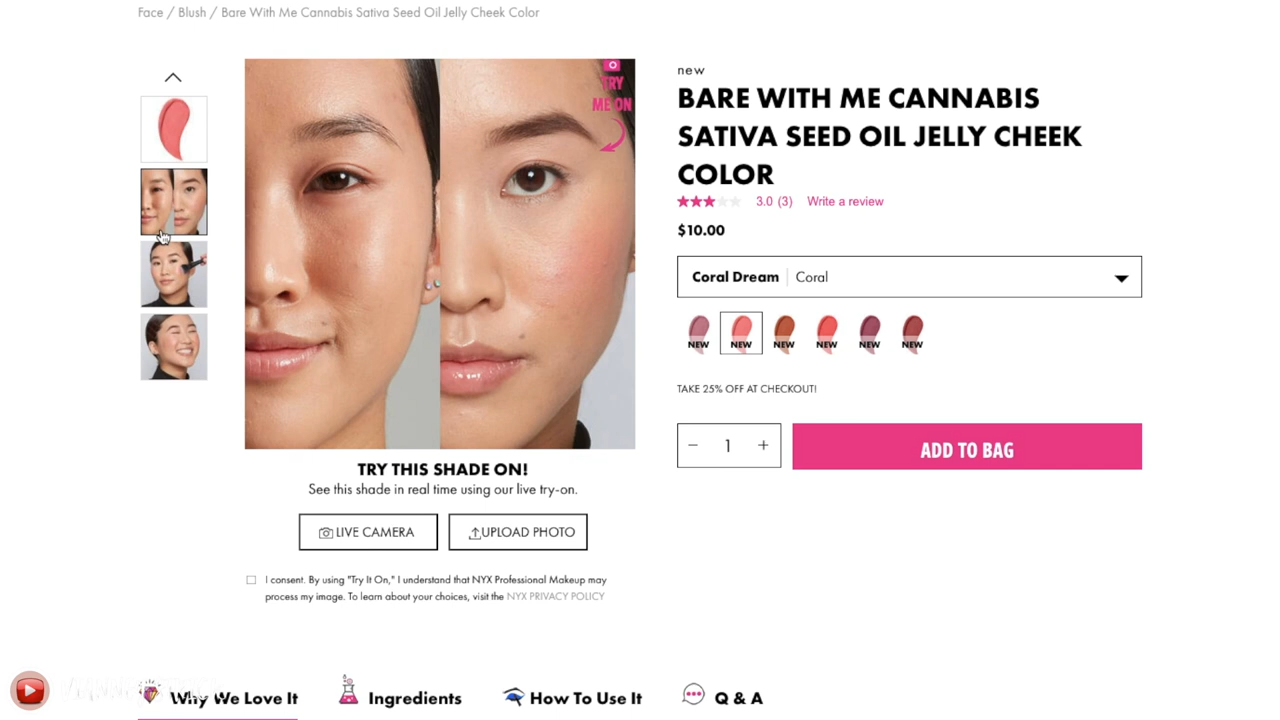 Face / Blush / Bare With Me Cannabis Sativa Seed Oil Jelly Cheek Color
TRY
ME ON
new
BARE WITH ME CANNABIS
SATIVA SEED OIL JELLY CHEEK
COLOR
3.0 (3) Write a review
$10.00
Coral Dream | Coral
NEW NEW NEW NEW NEW NEW
TAKE 25% OFF AT CHECKOUT!
− 1 + ADD TO BAG
TRY THIS SHADE ON!
See this shade in real time using our live try-on.
LIVE CAMERA UPLOAD PHOTO
I consent. By using "Try It On," I understand that NYX Professional Makeup may
process my image. To learn about your choices, visit the NYX PRIVACY POLICY
Why We Love It Ingredients How To Use It Q & A